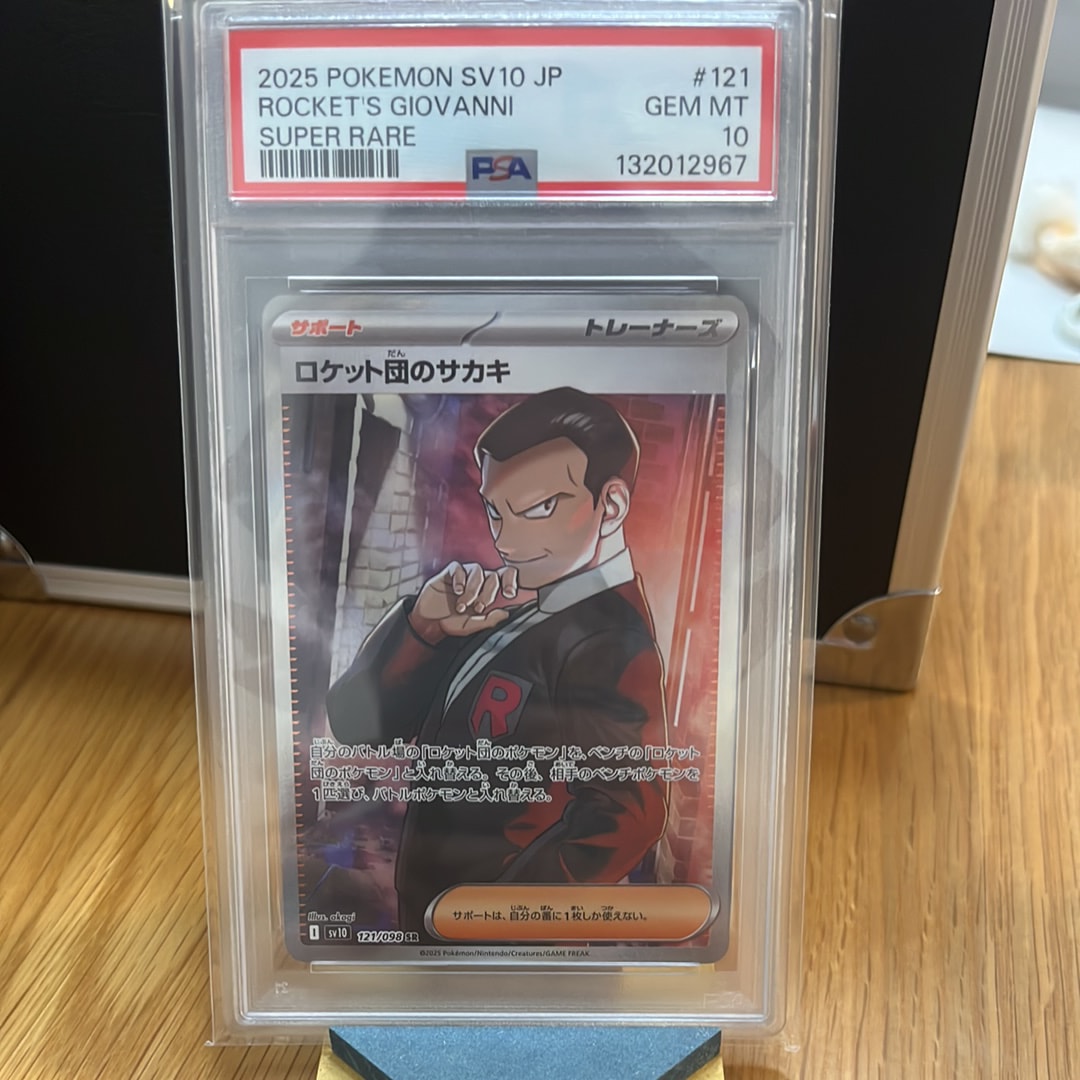 2025 POKEMON SV10 JP #121
ROCKET'S GIOVANNI GEM MT
SUPER RARE 10
PSA 132012967
サポート トレーナーズ
ロケット団のサカキ
だん
R
自分のバトル場の「ロケット団のポケモン」を、ベンチの「ロケット
団のポケモン」と入れ替える。その後、相手のベンチポケモンを
1匹選び、バトルポケモンと入れ替える。
サポートは、自分の番に1枚しか使えない。
Illus. akagi
I sv10 121/098 SR
©2025 Pokémon/Nintendo/Creatures/GAME FREAK